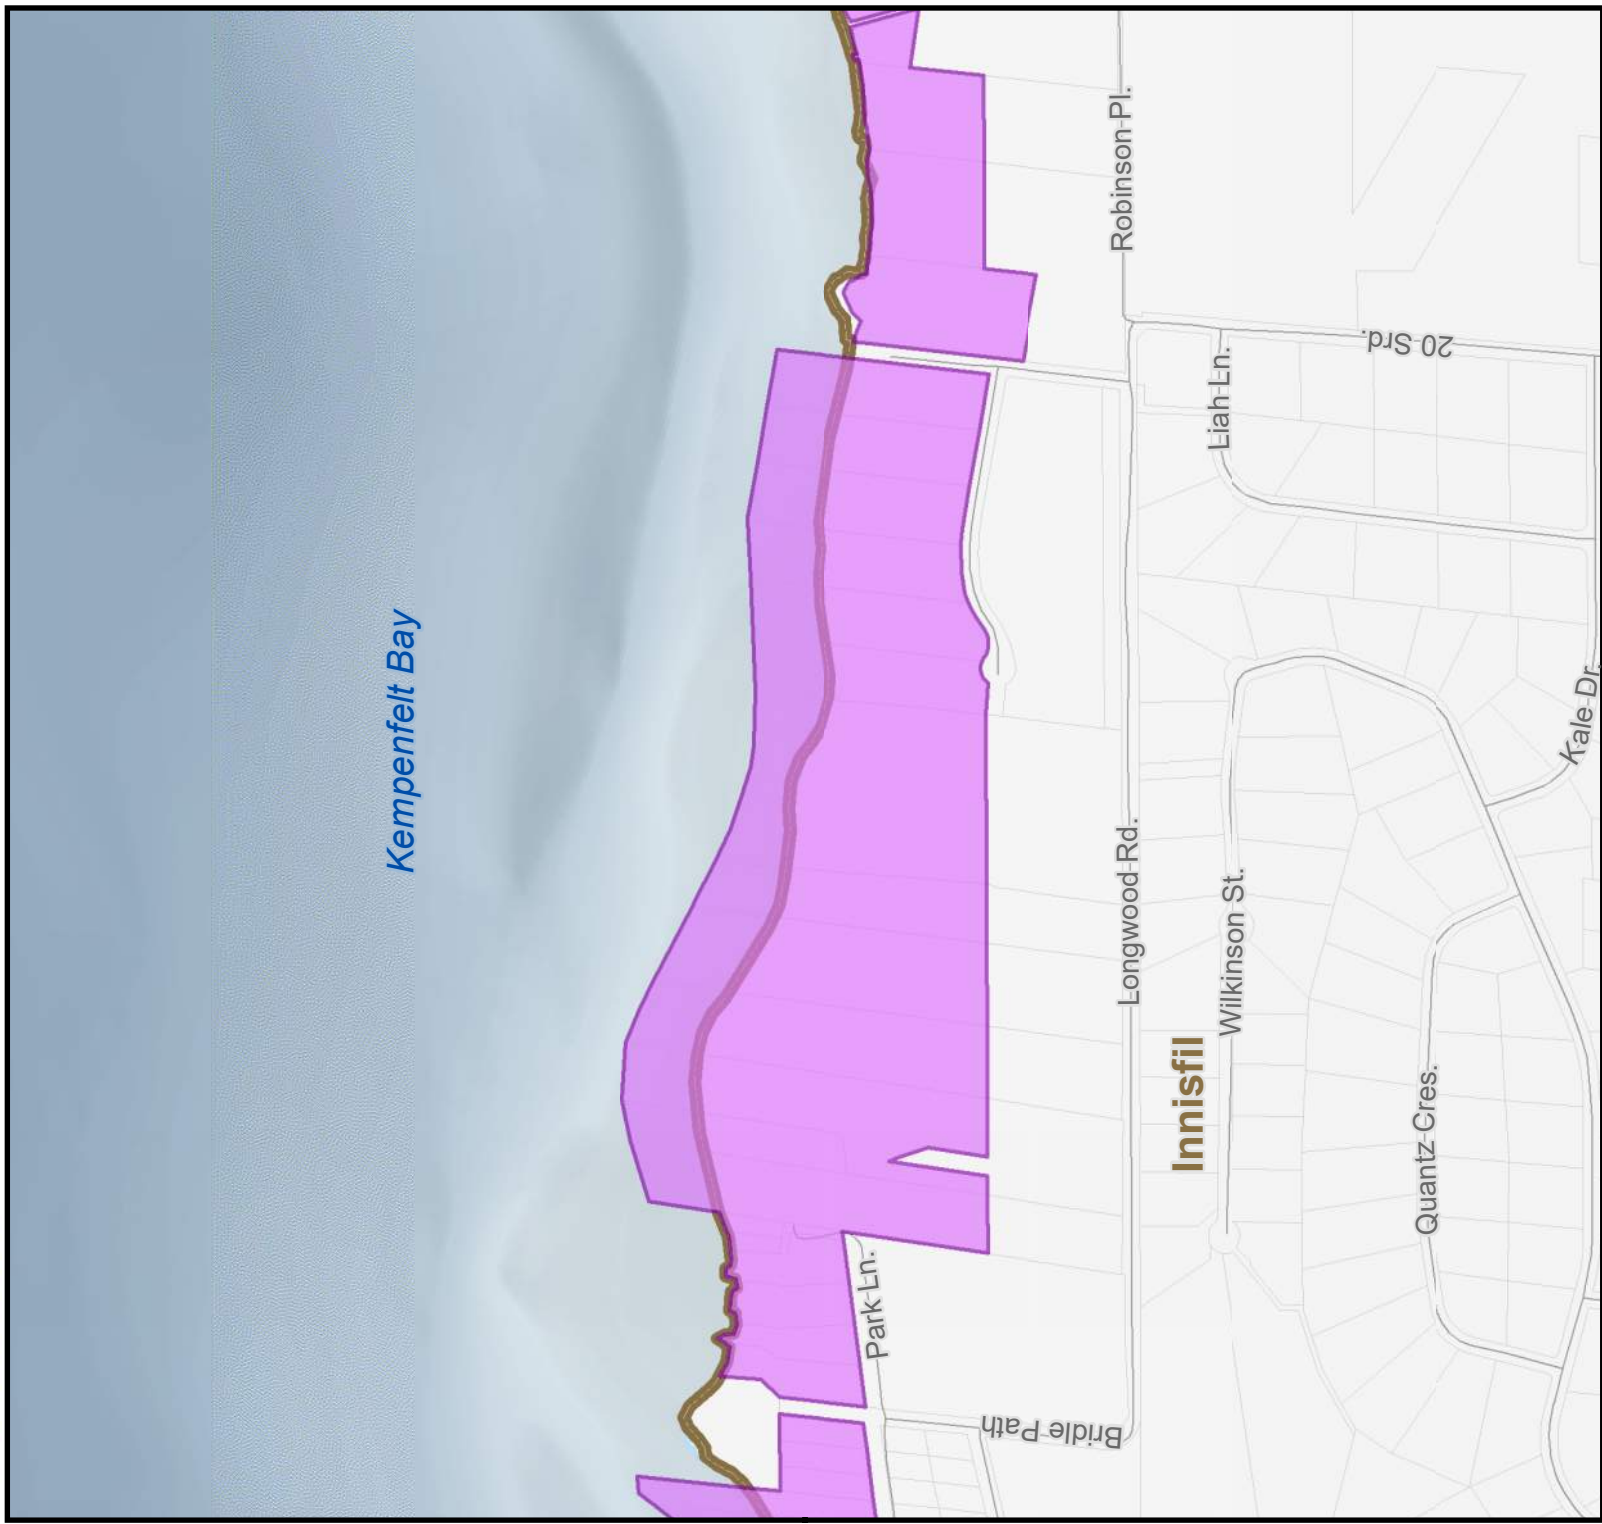 Robinson Pl.
20 Srd.
Liah Ln.
Kempenfelt Bay
Kale Dr.
Longwood Rd.
Wilkinson St.
Innisfil
Quantz Cres.
Park Ln.
Bridle Path